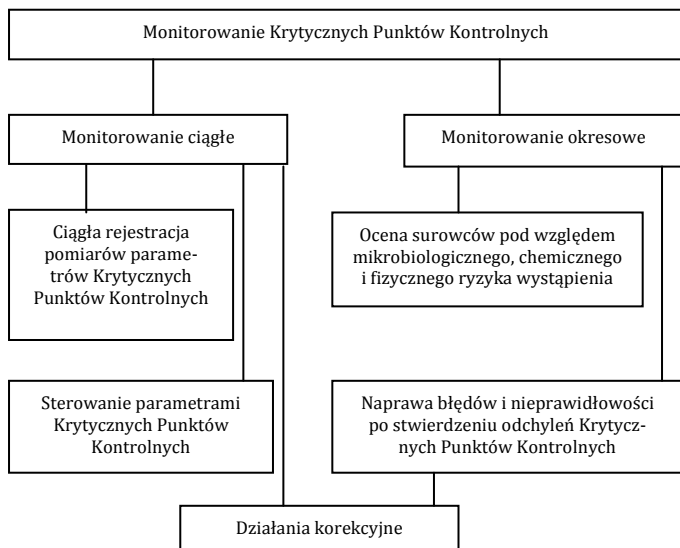 Monitorowanie Krytycznych Punktów Kontrolnych
Monitorowanie ciągłe
Monitorowanie okresowe
Ciągła rejestracja
pomiarów parame-
trów Krytycznych
Punktów Kontrolnych
Ocena surowców pod względem
mikrobiologicznego, chemicznego
i fizycznego ryzyka wystąpienia
Sterowanie parametrami
Krytycznych Punktów
Kontrolnych
Naprawa błędów i nieprawidłowości
po stwierdzeniu odchyleń Krytycz-
nych Punktów Kontrolnych
Działania korekcyjne